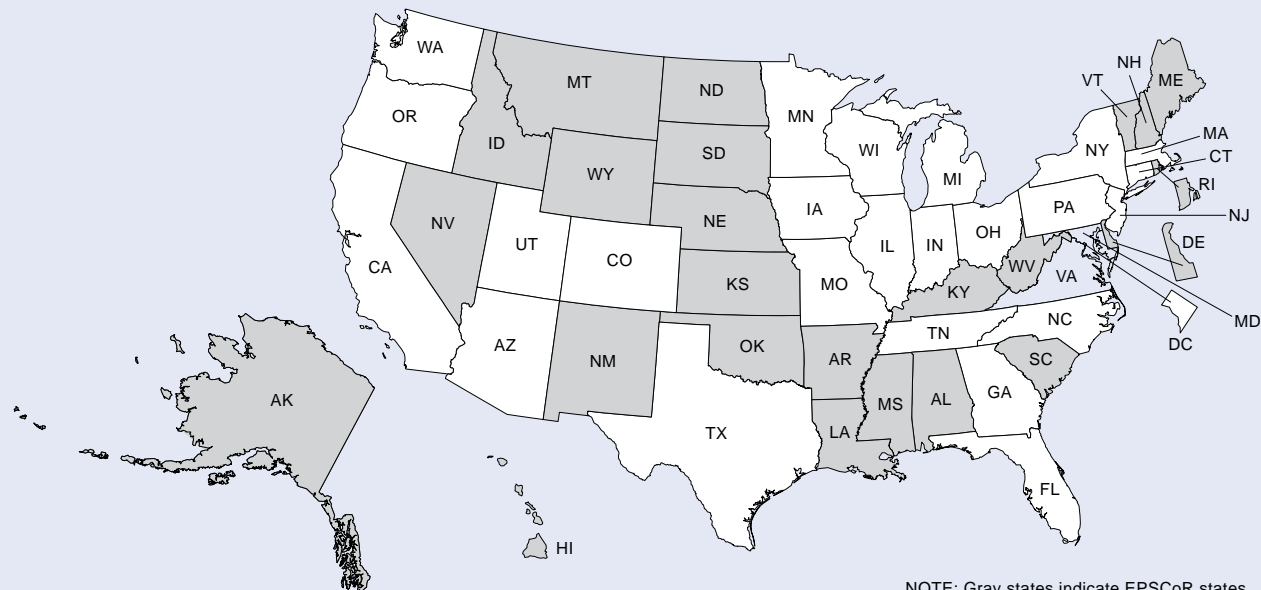 WA
MT
ND
MN
VT
NH
ME
OR
ID
SD
WI
MI
NY
MA
CT
RI
WY
NV
NE
IA
PA
NJ
UT
CO
IL
IN
OH
DE
CA
KS
MO
WV
VA
KY
MD
AZ
NM
OK
AR
TN
NC
SC
DC
AK
TX
LA
MS
AL
GA
FL
HI
NOTE: Gray states indicate EPSCoR states